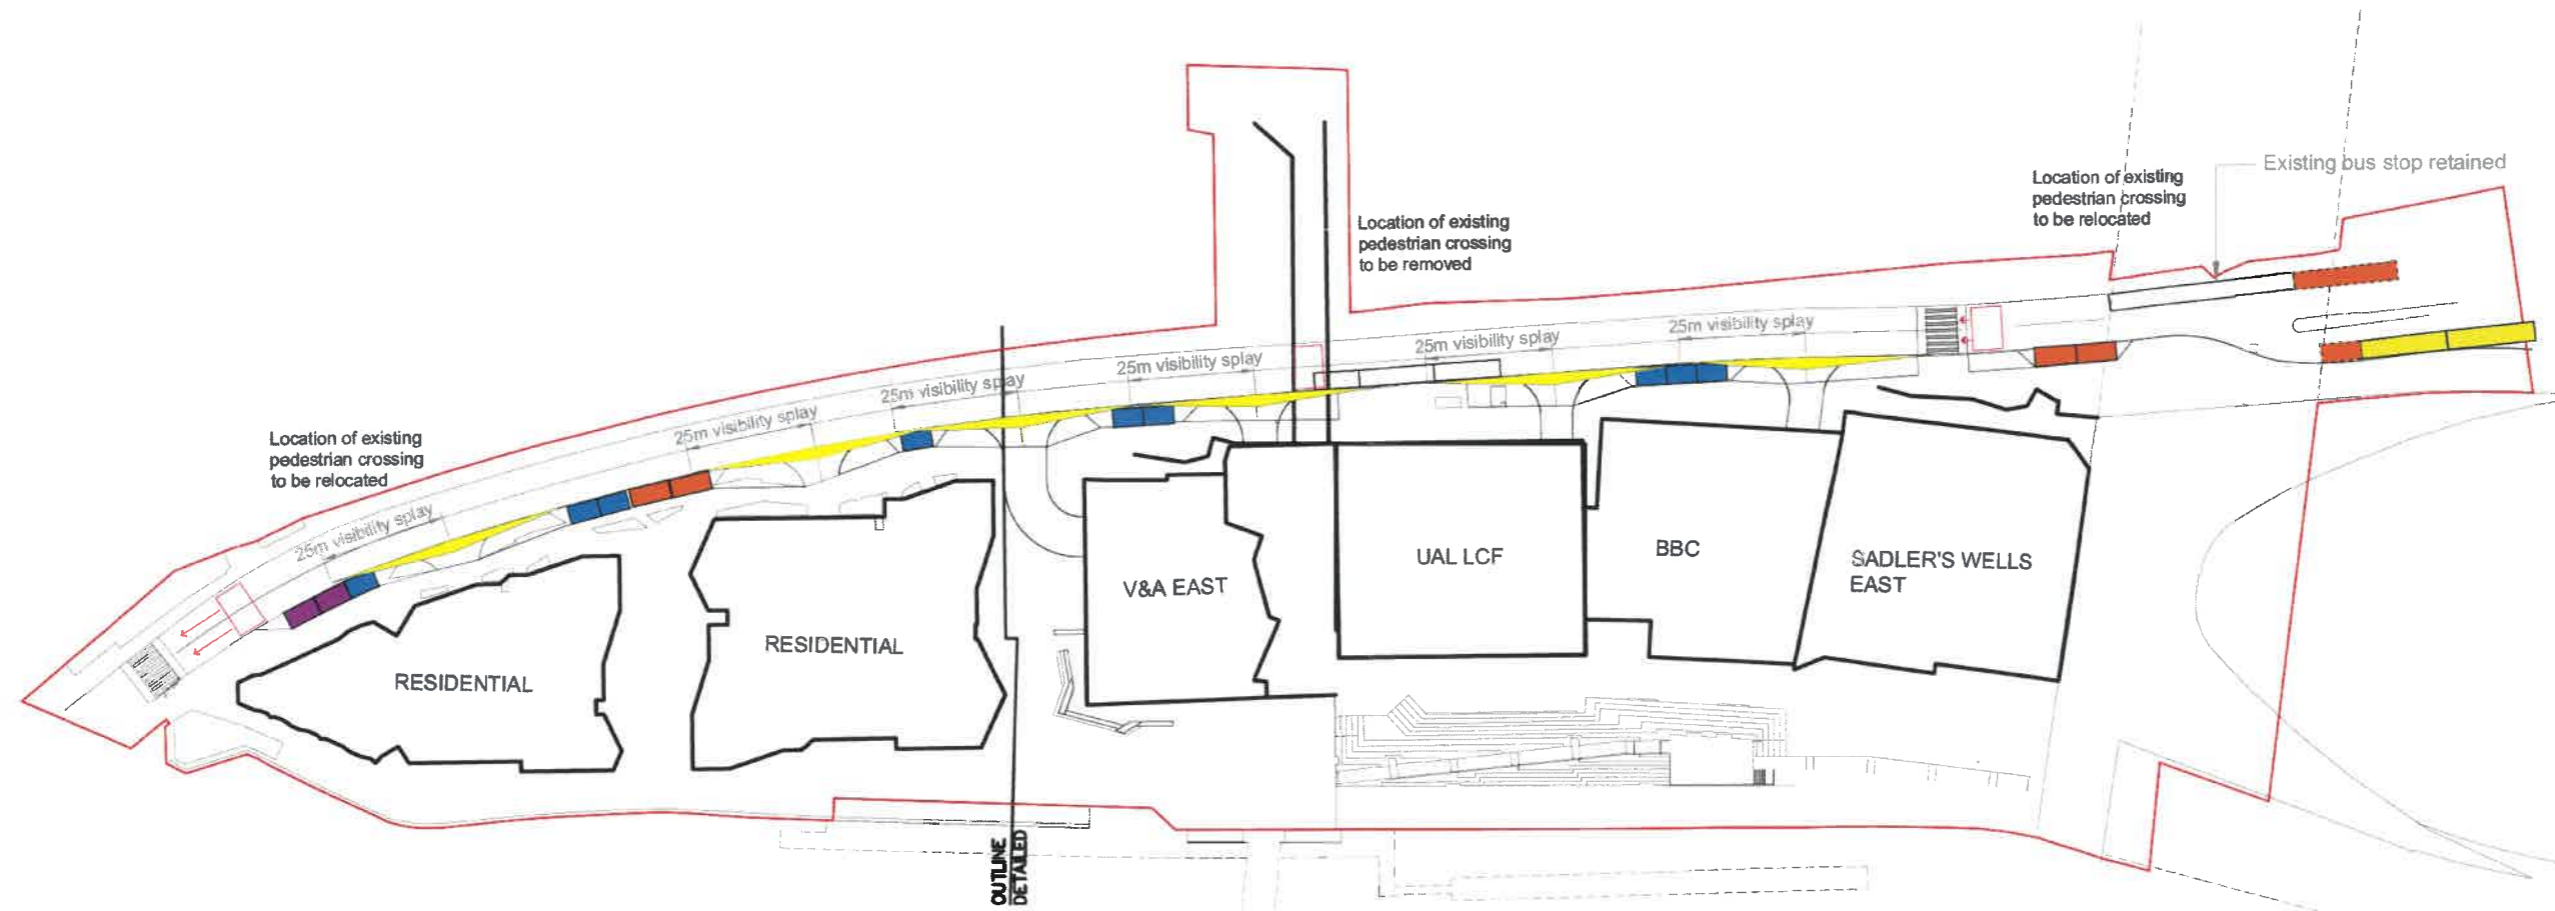 Existing bus stop retained
Location of existing
pedestrian crossing
to be relocated
Location of existing
pedestrian crossing
to be removed
25m visibility splay
25m visibility splay
25m visibility splay
25m visibility splay
25m visibility splay
25m visibility splay
Location of existing
pedestrian crossing
to be relocated
RESIDENTIAL
RESIDENTIAL
V&A EAST
UAL LCF
BBC
SADLER'S WELLS
EAST
OUTLINE
DETAILED